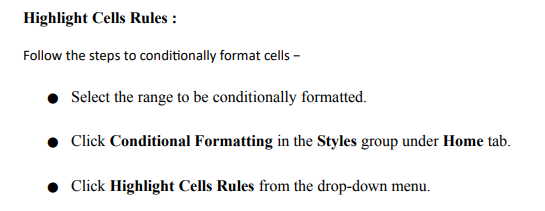 Highlight Cells Rules :
Follow the steps to conditionally format cells –
● Select the range to be conditionally formatted.
● Click Conditional Formatting in the Styles group under Home tab.
● Click Highlight Cells Rules from the drop-down menu.